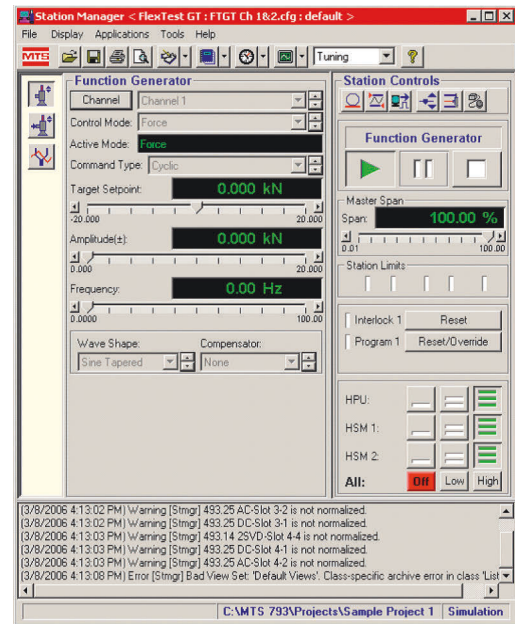 Station Manager < FlexTest GT : FTGT Ch 1&2.cfg : default >
File Display Applications Tools Help
MTS Tuning
Function Generator
Channel Channel 1
Control Mode: Force
Active Mode: Force
Command Type: Cyclic
Target Setpoint: 0.000 kN
-20.000 20.000
Amplitude(±): 0.000 kN
0.000 20.000
Frequency: 0.00 Hz
0.0000 100.00
Wave Shape: Compensator:
Sine Tapered None
Station Controls
Function Generator
Master Span
Span: 100.00 %
0.01 100.00
Station Limits
Interlock 1 Reset
Program 1 Reset/Override
HPU:
HSM 1:
HSM 2:
All: Off Low High
(3/8/2006 4:13:02 PM) Warning [Stmgr] 493.25 AC-Slot 3-2 is not normalized.
(3/8/2006 4:13:02 PM) Warning [Stmgr] 493.25 DC-Slot 3-1 is not normalized.
(3/8/2006 4:13:03 PM) Warning [Stmgr] 493.14 2SVD-Slot 4-4 is not normalized.
(3/8/2006 4:13:03 PM) Warning [Stmgr] 493.25 DC-Slot 4-1 is not normalized.
(3/8/2006 4:13:03 PM) Warning [Stmgr] 493.25 AC-Slot 4-2 is not normalized.
(3/8/2006 4:13:08 PM) Error [Stmgr] Bad View Set: 'Default Views'. Class-specific archive error in class 'List
C:\MTS 793\Projects\Sample Project 1 Simulation